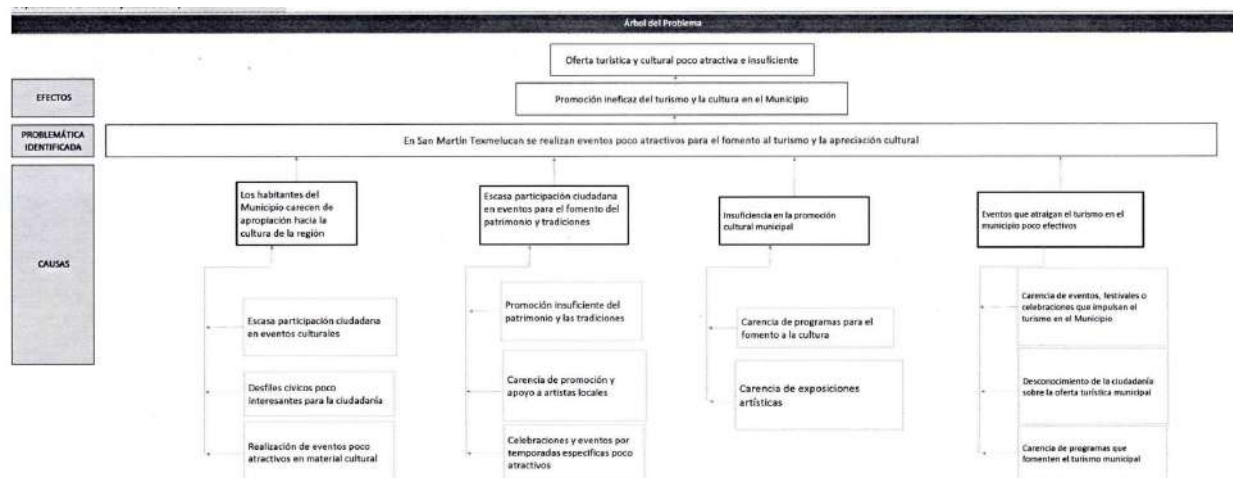 Árbol del Problema
Oferta turística y cultural poco atractiva e insuficiente
EFECTOS
Promoción ineficaz del turismo y la cultura en el Municipio
PROBLEMÁTICA
IDENTIFICADA
En San Martín Texmelucan se realizan eventos poco atractivos para el fomento al turismo y la apreciación cultural
CAUSAS
Los habitantes del
Municipio carecen de
apropiación hacia la
cultura de la región
Escasa participación ciudadana
en eventos culturales
Desfiles cívicos poco
interesantes para la ciudadanía
Realización de eventos poco
atractivos en material cultural
Escasa participación ciudadana
en eventos para el fomento del
patrimonio y tradiciones
Promoción insuficiente del
patrimonio y las tradiciones
Carencia de promoción y
apoyo a artistas locales
Celebraciones y eventos por
temporadas específicas poco
atractivos
Insuficiencia en la promoción
cultural municipal
Carencia de programas para el
fomento a la cultura
Carencia de exposiciones
artísticas
Eventos que atraigan el turismo en el
municipio poco efectivos
Carencia de eventos, festivales o
celebraciones que impulsen el
turismo en el Municipio
Desconocimiento de la ciudadanía
sobre la oferta turística municipal
Carencia de programas que
fomenten el turismo municipal